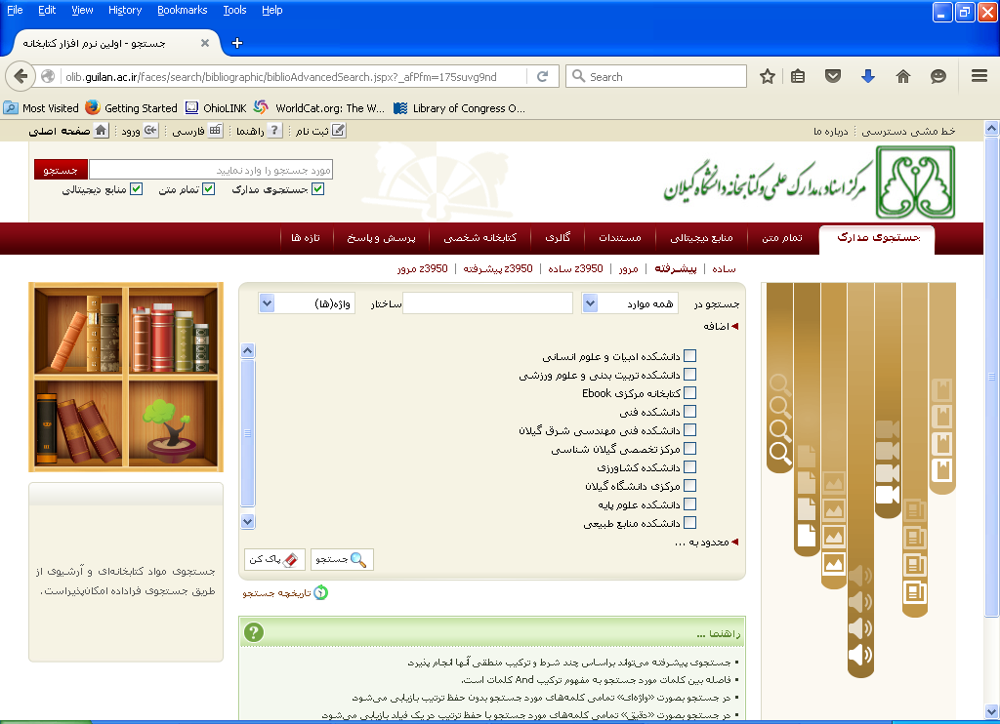 File Edit View History Bookmarks Tools Help
جستجو - اولین نرم افزار کتابخانه
olib.guilan.ac.ir/faces/search/bibliographic/biblioAdvancedSearch.jspx?_afPfm=175suvg9nd
Search
Most Visited Getting Started OhioLINK WorldCat.org: The W... Library of Congress O...
صفحه اصلی ورود فارسی راهنما ثبت نام
خط مشی دسترسی درباره ما
مرکز اسناد، مدارک علمی و کتابخانه دانشگاه گیلان
مورد جستجو را وارد نمایید جستجو
جستجوی مدارک تمام متن منابع دیجیتالی
جستجوی مدارک تمام متن منابع دیجیتالی مستندات گالری کتابخانه شخصی پرسش و پاسخ تازه ها
ساده | پیشرفته | مرور | z3950 ساده | z3950 پیشرفته | z3950 مرور
جستجو در همه موارد ساختار واژه(ها)
اضافه
دانشکده ادبیات و علوم انسانی
دانشکده تربیت بدنی و علوم ورزشی
کتابخانه مرکزی Ebook
دانشکده فنی
دانشکده فنی مهندسی شرق گیلان
مرکز تخصصی گیلان شناسی
دانشکده کشاورزی
مرکزی دانشگاه گیلان
دانشکده علوم پایه
دانشکده منابع طبیعی
محدود به ...
جستجو پاک کن
تاریخچه جستجو
جستجوی مواد کتابخانه‌ای و آرشیوی از
طریق جستجوی فراداده امکان‌پذیراست.
راهنما ...
جستجوی پیشرفته می‌تواند براساس چند شرط و ترکیب منطقی آنها انجام پذیرد.
فاصله بین کلمات مورد جستجو به مفهوم ترکیب And کلمات است.
در جستجو بصورت «واژه‌ای» تمامی کلمه‌های مورد جستجو بدون حفظ ترتیب بازیابی می‌شود.
در جستجو بصورت «دقیق» تمامی کلمه‌های مورد جستجو با حفظ ترتیب در یک فیلد بازیابی می‌شود.